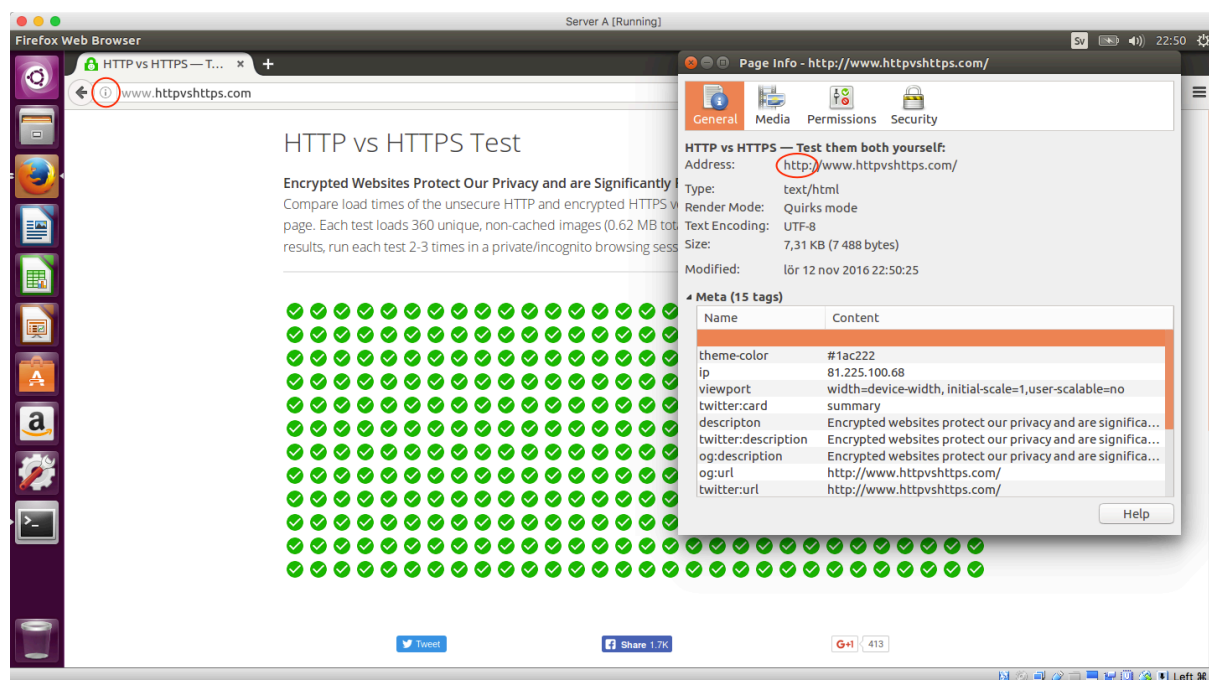 Server A [Running]
Firefox Web Browser
Sv
22:50
HTTP vs HTTPS — T...
www.httpvshttps.com
HTTP vs HTTPS Test
Encrypted Websites Protect Our Privacy and are Significantly
Compare load times of the unsecure HTTP and encrypted HTTPS
page. Each test loads 360 unique, non-cached images (0.62 MB
results, run each test 2-3 times in a private/incognito browsing
Tweet
Share 1.7K
G+1 413
Page Info - http://www.httpvshttps.com/
General Media Permissions Security
HTTP vs HTTPS — Test them both yourself:
Address: http://www.httpvshttps.com/
Type: text/html
Render Mode: Quirks mode
Text Encoding: UTF-8
Size: 7,31 KB (7 488 bytes)
Modified: lör 12 nov 2016 22:50:25
Meta (15 tags)
Name Content
theme-color #1ac222
ip 81.225.100.68
viewport width=device-width, initial-scale=1,user-scalable=no
twitter:card summary
descripton Encrypted websites protect our privacy and are significa...
twitter:description Encrypted websites protect our privacy and are significa...
og:description Encrypted websites protect our privacy and are significa...
og:url http://www.httpvshttps.com/
twitter:url http://www.httpvshttps.com/
Help
Left ⌘